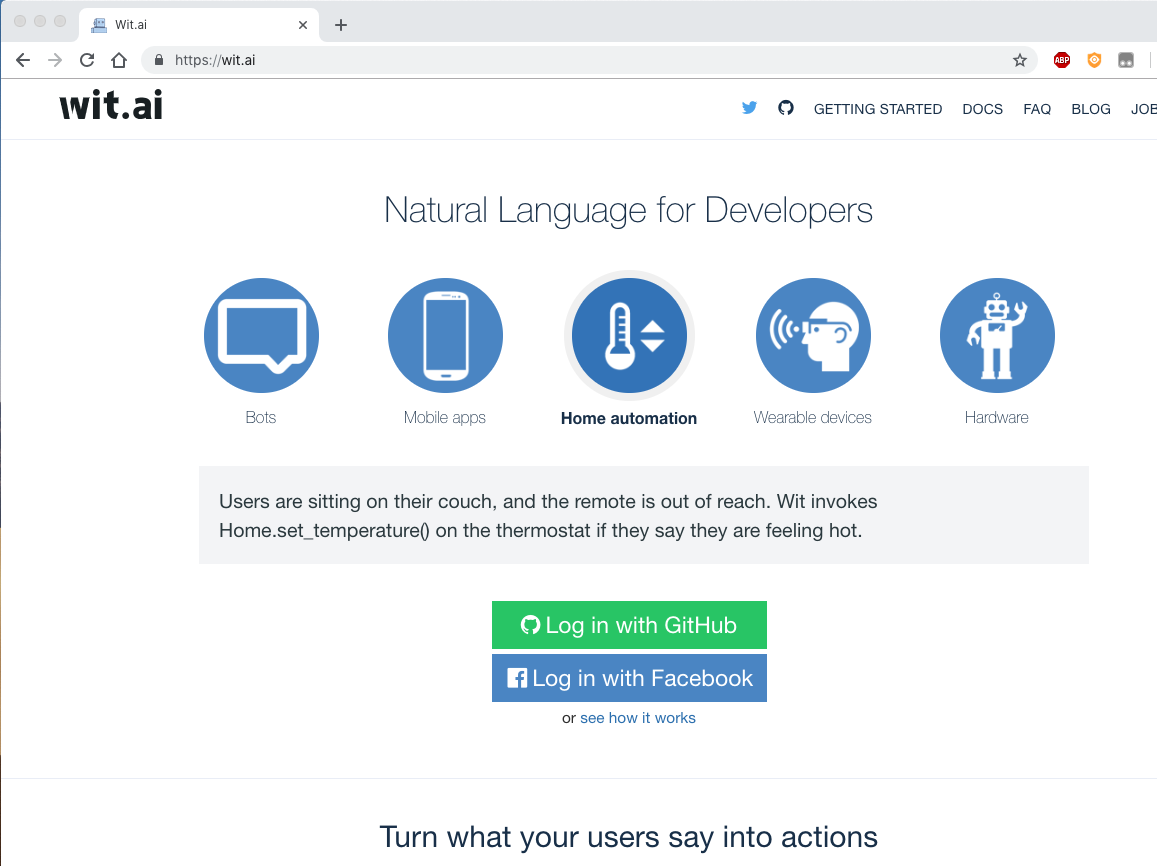 Wit.ai
https://wit.ai
ABP
wit.ai
GETTING STARTED DOCS FAQ BLOG JOB
Natural Language for Developers
Bots Mobile apps Home automation Wearable devices Hardware
Users are sitting on their couch, and the remote is out of reach. Wit invokes
Home.set_temperature() on the thermostat if they say they are feeling hot.
Log in with GitHub
Log in with Facebook
or see how it works
Turn what your users say into actions